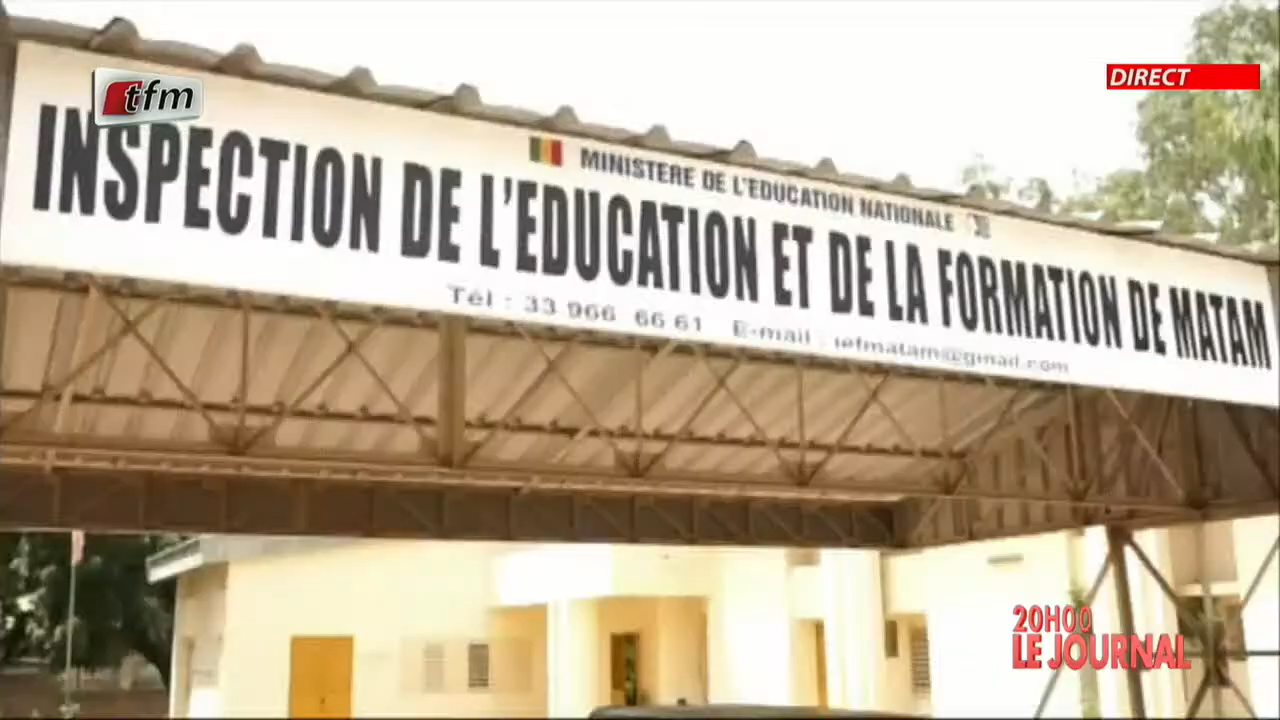 tfm
DIRECT
MINISTERE DE L'EDUCATION NATIONALE
INSPECTION DE L'EDUCATION ET DE LA FORMATION DE MATAM
Tél : 33 966 66 61 E-mail : iefmatam@gmail.com
20H00
LE JOURNAL